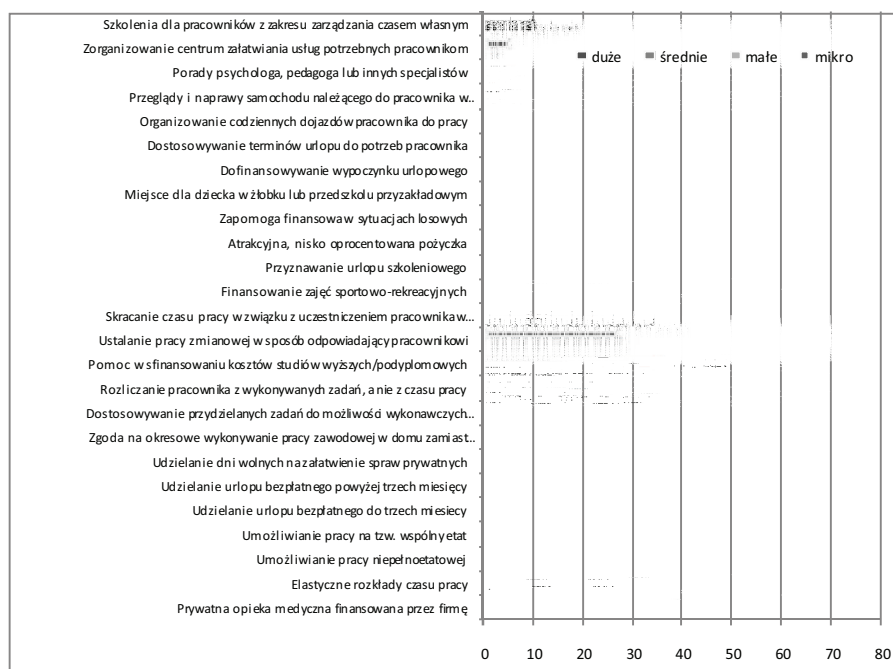 Szkolenia dla pracowników z zakresu zarządzania czasem własnym
Zorganizowanie centrum załatwiania usług potrzebnych pracownikom
duże średnie małe mikro
Porady psychologa, pedagoga lub innych specjalistów
Przeglądy i naprawy samochodu należącego do pracownika w...
Organizowanie codziennych dojazdów pracownika do pracy
Dostosowywanie terminów urlopu do potrzeb pracownika
Dofinansowywanie wypoczynku urlopowego
Miejsce dla dziecka w żłobku lub przedszkolu przyzakładowym
Zapomoga finansowa w sytuacjach losowych
Atrakcyjna, nisko oprocentowana pożyczka
Przyznawanie urlopu szkoleniowego
Finansowanie zajęć sportowo-rekreacyjnych
Skracanie czasu pracy w związku z uczestniczeniem pracownika w...
Ustalanie pracy zmianowej w sposób odpowiadający pracownikowi
Pomoc w sfinansowaniu kosztów studiów wyższych/podyplomowych
Rozliczanie pracownika z wykonywanych zadań, a nie z czasu pracy
Dostosowywanie przydzielanych zadań do możliwości wykonawczych...
Zgoda na okresowe wykonywanie pracy zawodowej w domu zamiast...
Udzielanie dni wolnych na załatwienie spraw prywatnych
Udzielanie urlopu bezpłatnego powyżej trzech miesięcy
Udzielanie urlopu bezpłatnego do trzech miesiecy
Umożliwianie pracy na tzw. wspólny etat
Umożliwianie pracy niepełnoetatowej
Elastyczne rozkłady czasu pracy
Prywatna opieka medyczna finansowana przez firmę
0 10 20 30 40 50 60 70 80